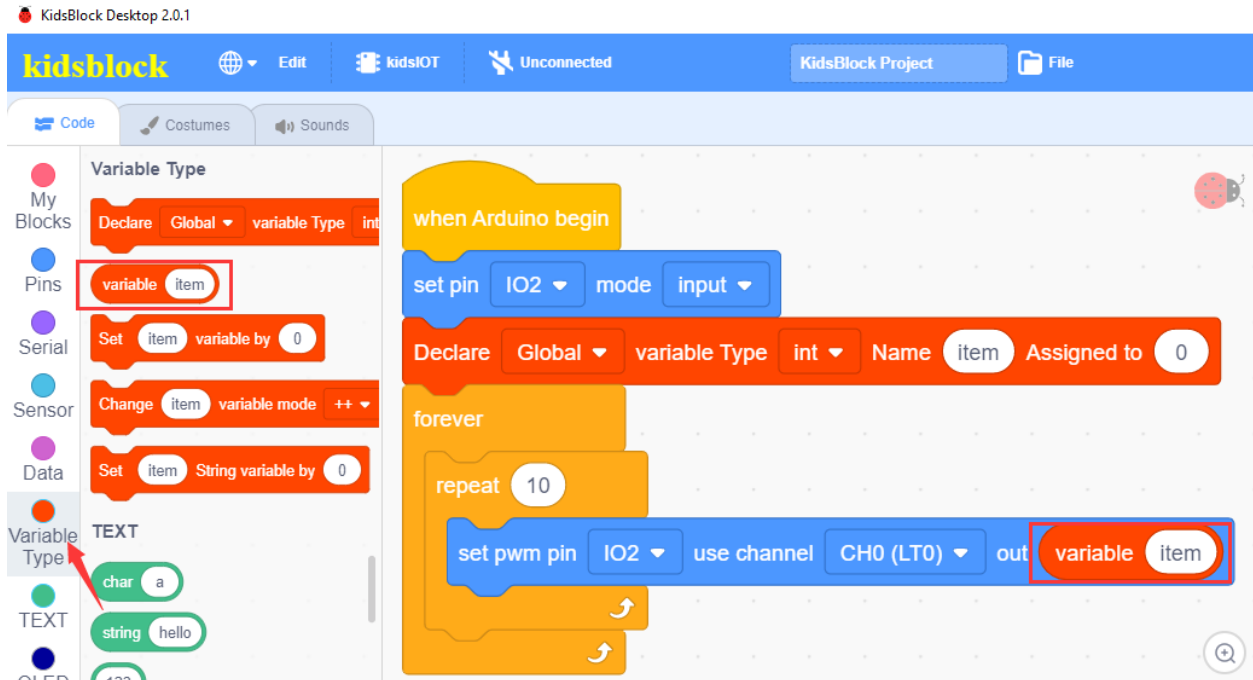 KidsBlock Desktop 2.0.1
kidsblock Edit kidsIOT Unconnected KidsBlock Project File
Code Costumes Sounds
My
Blocks
Pins
Serial
Sensor
Data
Variable
Type
TEXT
Variable Type
Declare Global variable Type int
variable item
Set item variable by 0
Change item variable mode ++
Set item String variable by 0
TEXT
char a
string hello
when Arduino begin
set pin IO2 mode input
Declare Global variable Type int Name item Assigned to 0
forever
repeat 10
set pwm pin IO2 use channel CH0 (LT0) out variable item